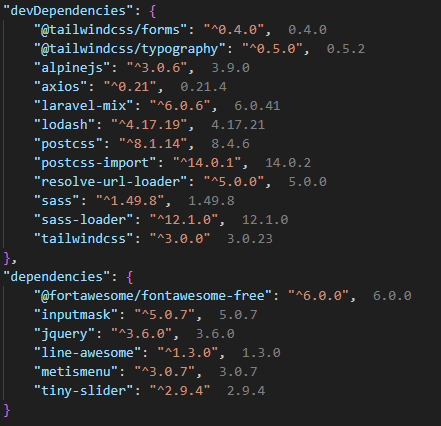 "devDependencies": {
"@tailwindcss/forms": "^0.4.0", 0.4.0
"@tailwindcss/typography": "^0.5.0", 0.5.2
"alpinejs": "^3.0.6", 3.9.0
"axios": "^0.21", 0.21.4
"laravel-mix": "^6.0.6", 6.0.41
"lodash": "^4.17.19", 4.17.21
"postcss": "^8.1.14", 8.4.6
"postcss-import": "^14.0.1", 14.0.2
"resolve-url-loader": "^5.0.0", 5.0.0
"sass": "^1.49.8", 1.49.8
"sass-loader": "^12.1.0", 12.1.0
"tailwindcss": "^3.0.0" 3.0.23
},
"dependencies": {
"@fortawesome/fontawesome-free": "^6.0.0", 6.0.0
"inputmask": "^5.0.7", 5.0.7
"jquery": "^3.6.0", 3.6.0
"line-awesome": "^1.3.0", 1.3.0
"metismenu": "^3.0.7", 3.0.7
"tiny-slider": "^2.9.4" 2.9.4
}